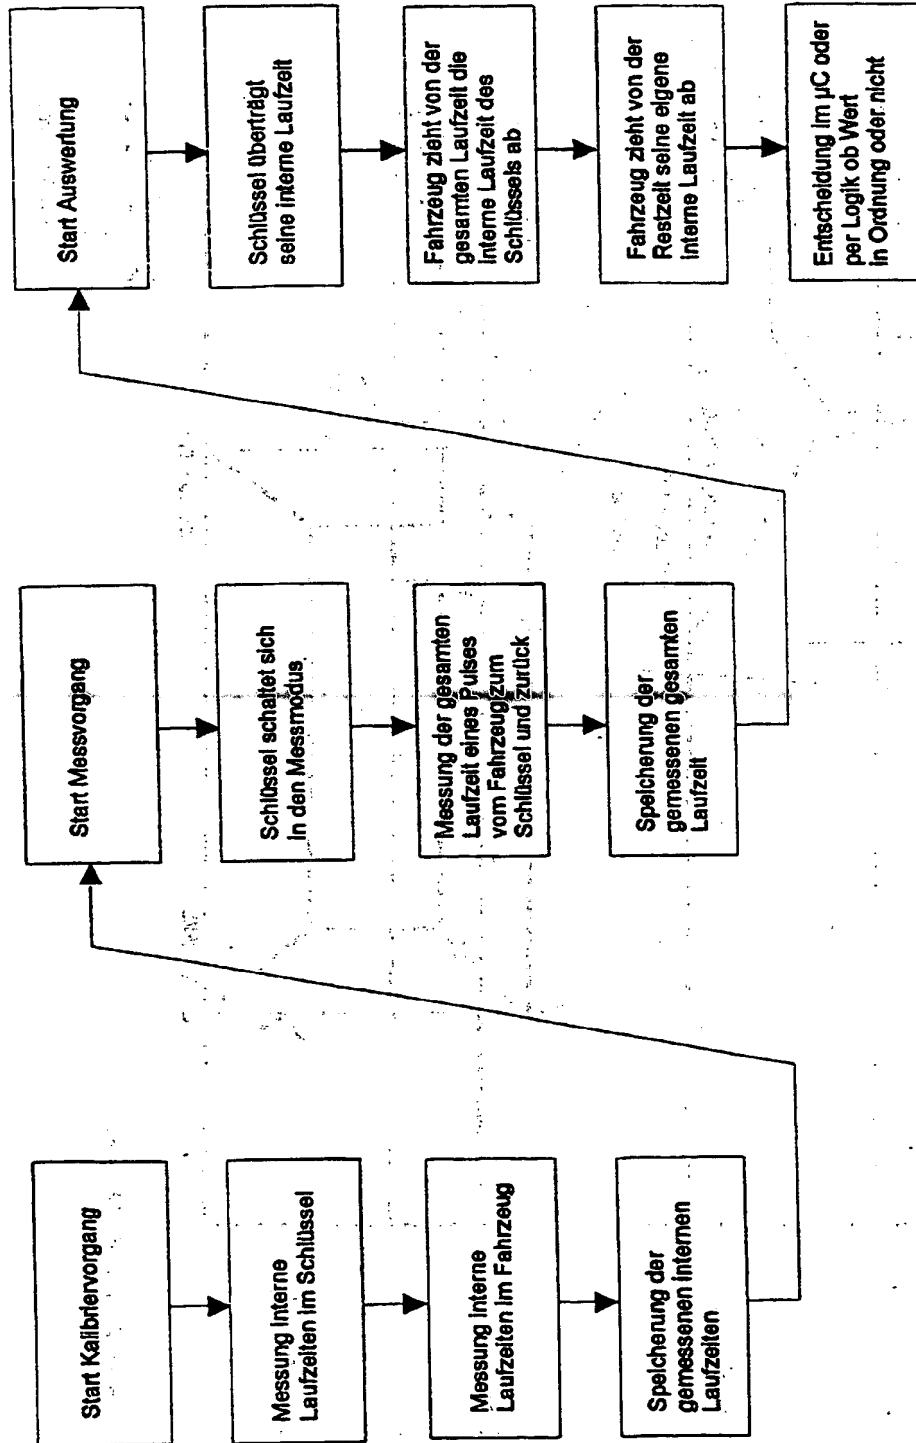 Start Kalibriervorgang
Messung Interne
Laufzeiten im Schlüssel
Messung Interne
Laufzeiten im Fahrzeug
Speicherung der
gemessenen internen
Laufzeiten
Start Messvorgang
Schlüssel schaltet sich
In den Messmodus
Messung der gesamten
Laufzeit eines Pulses
vom Fahrzeug zum
Schlüssel und zurück
Speicherung der
gemessenen gesamten
Laufzeit
Start Auswertung
Schlüssel überträgt
seine interne Laufzeit
Fahrzeug zieht von der
gesamten Laufzeit die
Interne Laufzeit des
Schlüssels ab
Fahrzeug zieht von der
Restzeit seine eigene
Interne Laufzeit ab
Entscheidung im µC oder
per Logik ob Wert
in Ordnung oder nicht